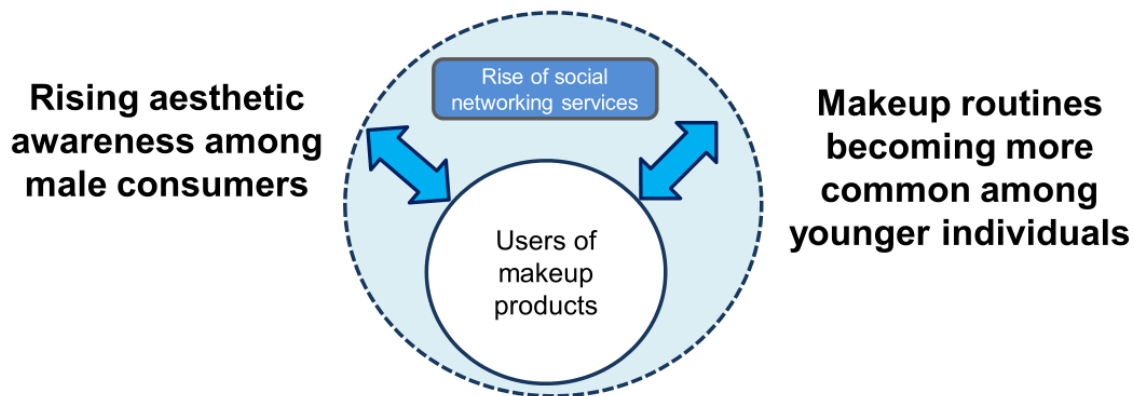 Rising aesthetic
awareness among
male consumers
Rise of social
networking services
Users of
makeup
products
Makeup routines
becoming more
common among
younger individuals